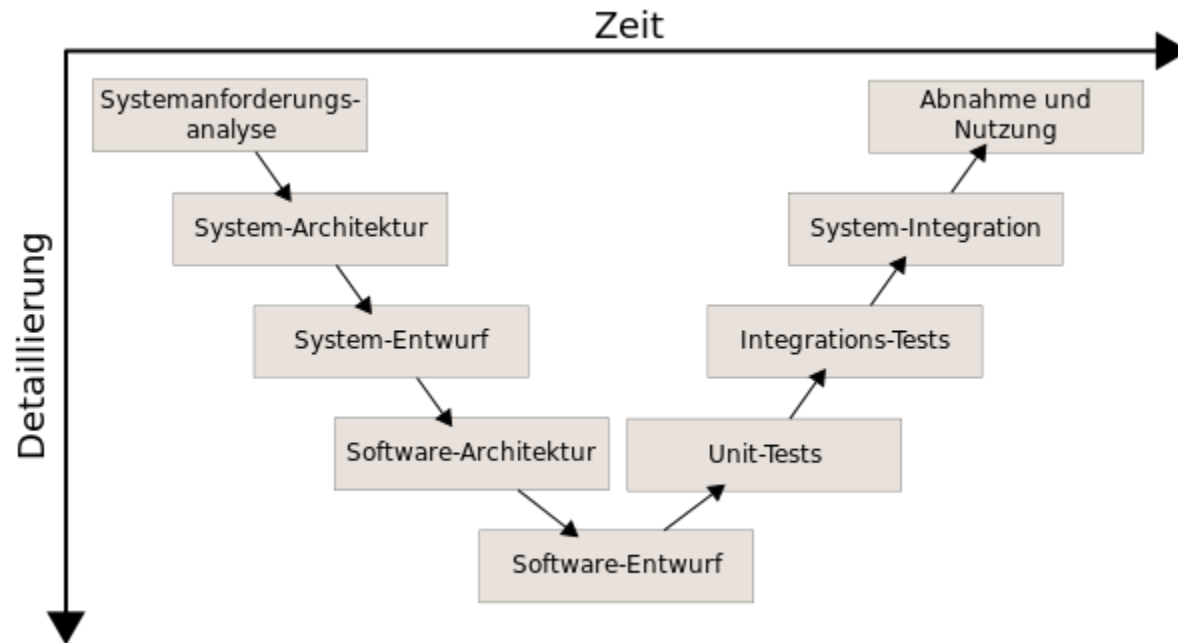 Zeit
Detaillierung
Systemanforderungs-
analyse
System-Architektur
System-Entwurf
Software-Architektur
Software-Entwurf
Unit-Tests
Integrations-Tests
System-Integration
Abnahme und
Nutzung